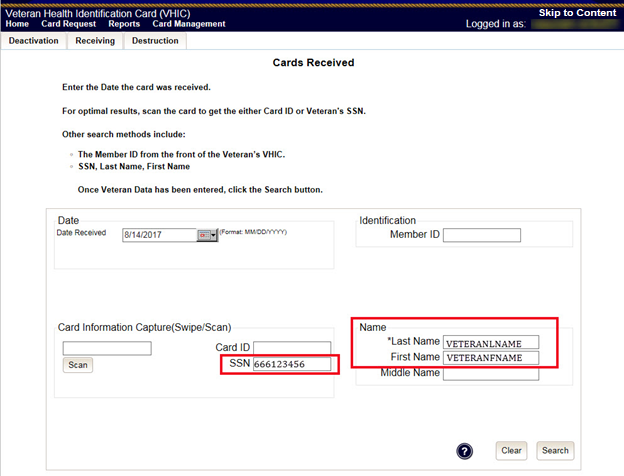 Veteran Health Identification Card (VHIC) Skip to Content
Home Card Request Reports Card Management Logged in as:
Deactivation Receiving Destruction
Cards Received
Enter the Date the card was received.
For optimal results, scan the card to get the either Card ID or Veteran's SSN.
Other search methods include:
The Member ID from the front of the Veteran's VHIC.
SSN, Last Name, First Name
Once Veteran Data has been entered, click the Search button.
Date
Date Received 8/14/2017 (Format: MM/DD/YYYY)
Identification
Member ID
Card Information Capture(Swipe/Scan)
Card ID
Scan
SSN 666123456
Name
*Last Name VETERANLNAME
First Name VETERANFNAME
Middle Name
? Clear Search